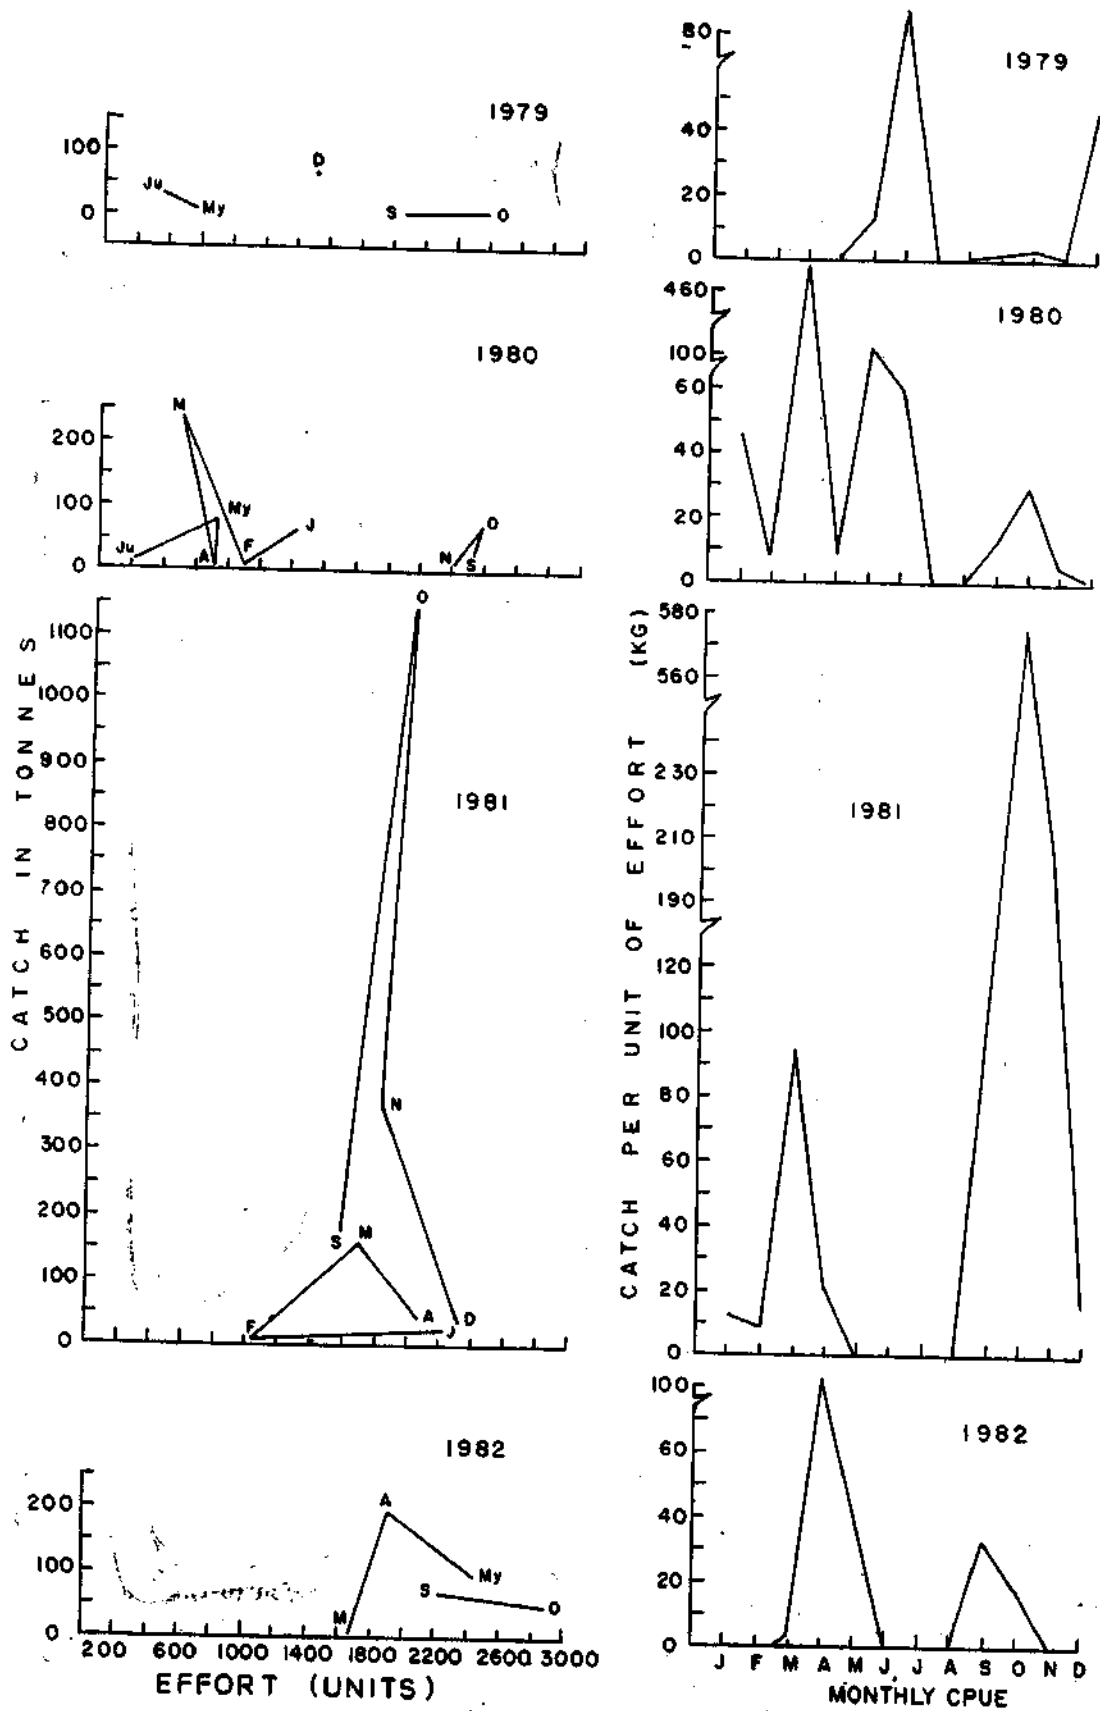 1979
100
0
Ju
My
D
S
O
1980
200
100
0
M
My
Ju
A
F
J
N
S
O
CATCH IN TONNES
1981
1100
1000
900
800
700
600
500
400
300
200
100
0
O
N
S
M
F
A
D
J
1982
200
100
0
A
My
M
S
O
200 600 1000 1400 1800 2200 2600 3000
EFFORT (UNITS)
1979
80
40
20
0
1980
460
100
60
40
20
0
CATCH PER UNIT OF EFFORT (KG)
1981
580
560
230
210
190
120
100
80
60
40
20
0
1982
100
60
40
20
0
J F M A M J J A S O N D
MONTHLY CPUE